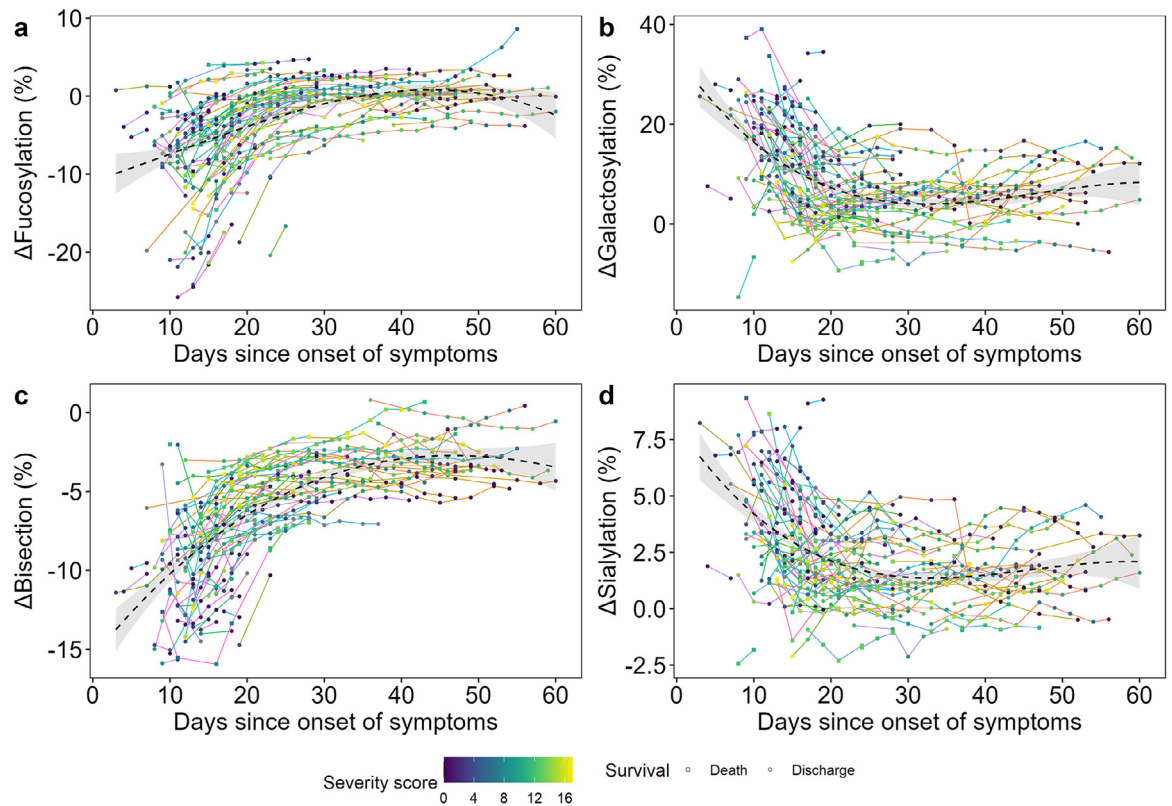 a
10
0
-10
-20
ΔFucosylation (%)
0 10 20 30 40 50 60
Days since onset of symptoms
b
40
20
0
ΔGalactosylation (%)
0 10 20 30 40 50 60
Days since onset of symptoms
c
0
-5
-10
-15
ΔBisection (%)
0 10 20 30 40 50 60
Days since onset of symptoms
d
7.5
5.0
2.5
0.0
-2.5
ΔSialylation (%)
0 10 20 30 40 50 60
Days since onset of symptoms
Severity score
0 4 8 12 16
Survival Death Discharge